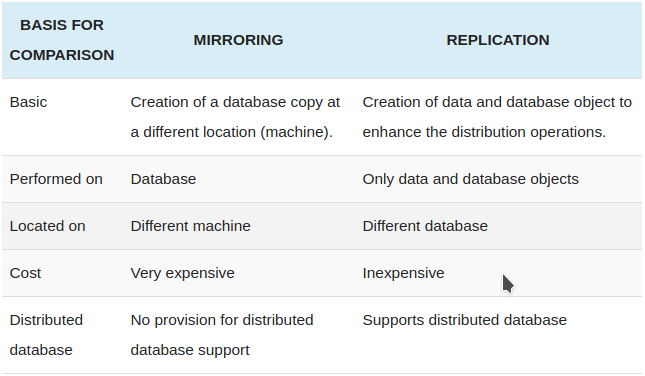 BASIS FOR COMPARISON MIRRORING REPLICATION
Basic Creation of a database copy at a different location (machine). Creation of data and database object to enhance the distribution operations.
Performed on Database Only data and database objects
Located on Different machine Different database
Cost Very expensive Inexpensive
Distributed database No provision for distributed database support Supports distributed database